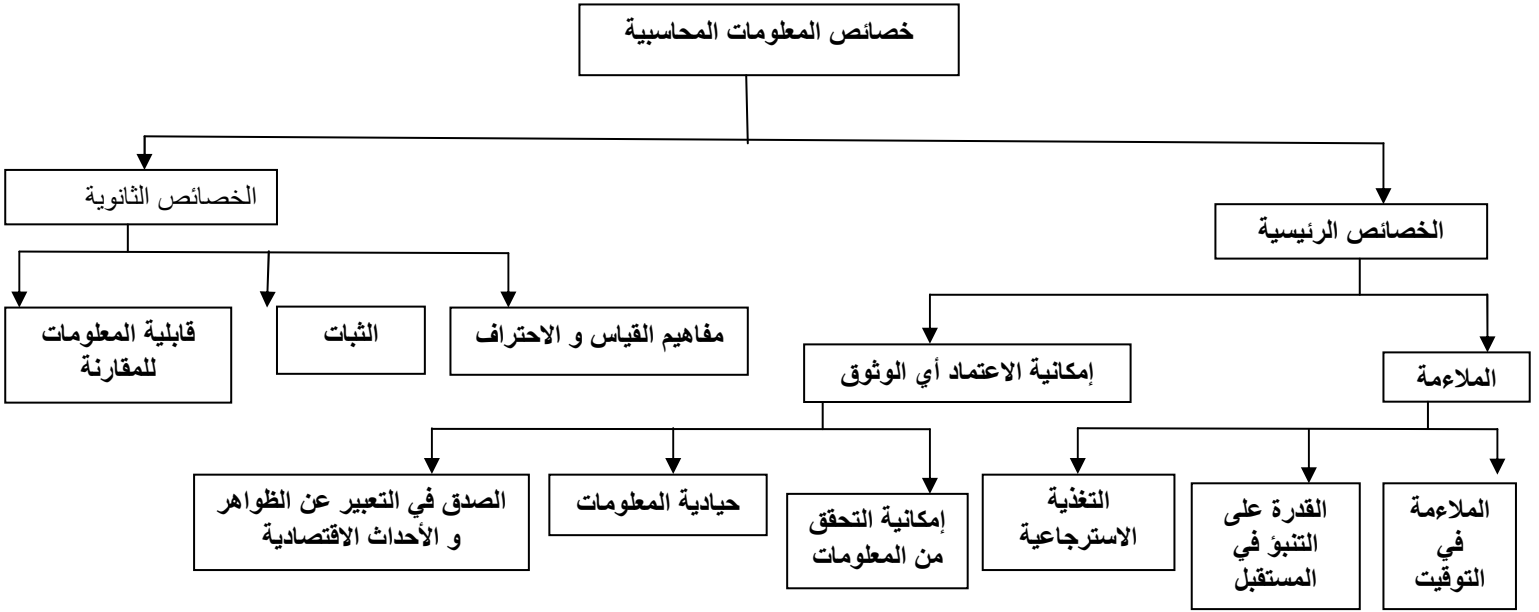 خصائص المعلومات المحاسبية
الخصائص الرئيسية
الخصائص الثانوية
الملاءمة
إمكانية الاعتماد أي الوثوق
مفاهيم القياس و الاحتراف
الثبات
قابلية المعلومات
للمقارنة
الملاءمة
في
التوقيت
القدرة على
التنبؤ في
المستقبل
التغذية
الاسترجاعية
إمكانية التحقق
من المعلومات
حيادية المعلومات
الصدق في التعبير عن الظواهر
و الأحداث الاقتصادية